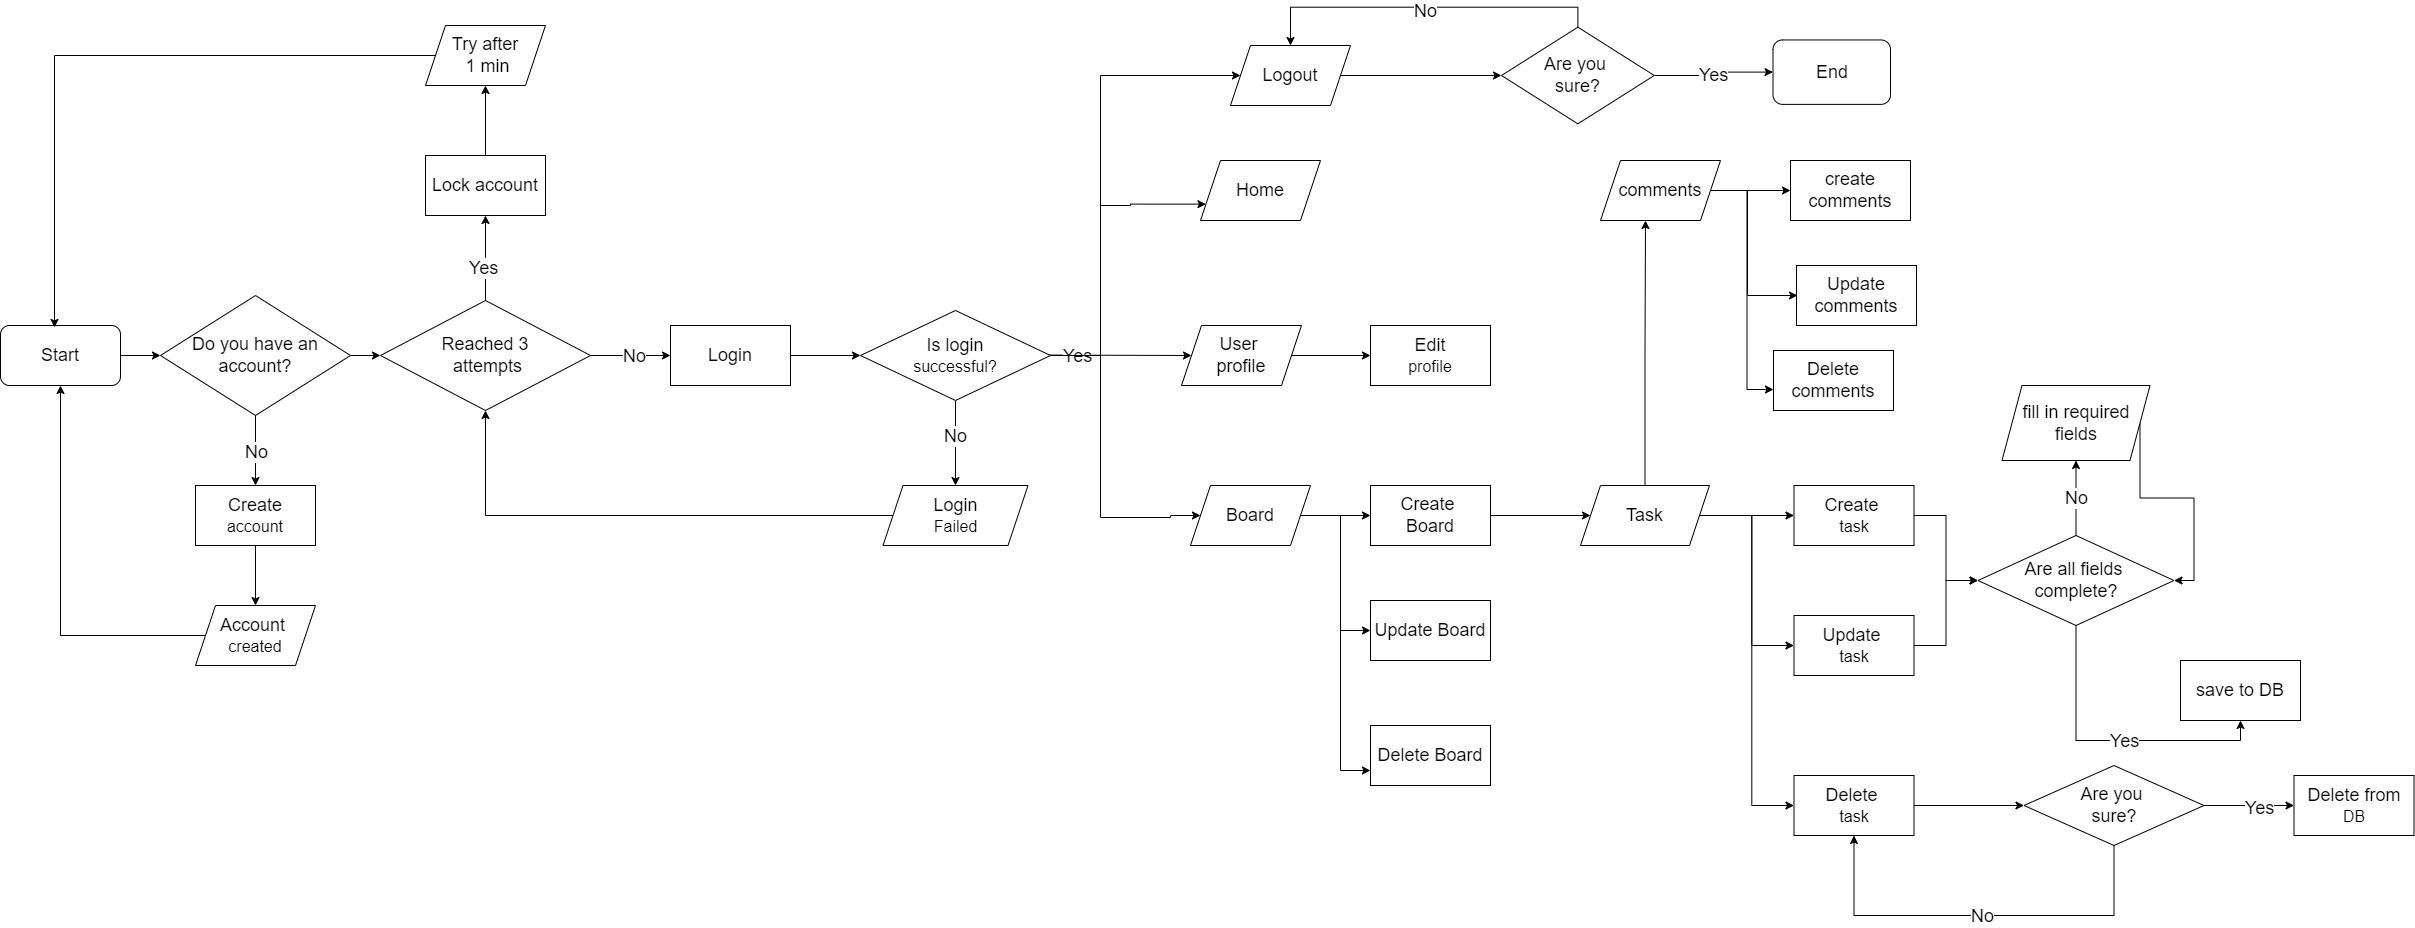 No
Try after
1 min
Logout
Are you
sure?
Yes
End
Lock account
Home
comments
create
comments
Yes
Update
comments
Start
Do you have an
account?
Reached 3
attempts
No
Login
Is login
successful?
Yes
User
profile
Edit
profile
Delete
comments
fill in required
fields
No
No
Create
account
Login
Failed
Board
Create
Board
Task
Create
task
No
Are all fields
complete?
Account
created
Update Board
Update
task
save to DB
Yes
Delete Board
Delete
task
Are you
sure?
Yes
Delete from
DB
No